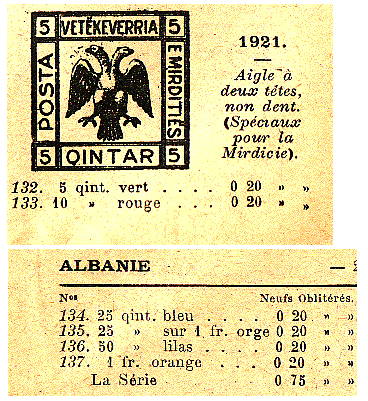 5 VETËKEVERRIA 5
POSTA
E MIRDITIËS
5 QINTAR 5
1921.
Aigle à
deux têtes,
non dent.
(Spéciaux
pour la
Mirdicie).
132. 5 qint. vert . . . . 0 20 » »
133. 10 » rouge . . . . 0 20 » »
ALBANIE —
Nos Neufs Oblitérés.
134. 25 qint. bleu . . . . 0 20 » »
135. 25 » sur 1 fr. orge 0 20 » »
136. 50 » lilas . . . . 0 20 » »
137. 1 fr. orange . . . . 0 20 » »
La Série 0 75 » »